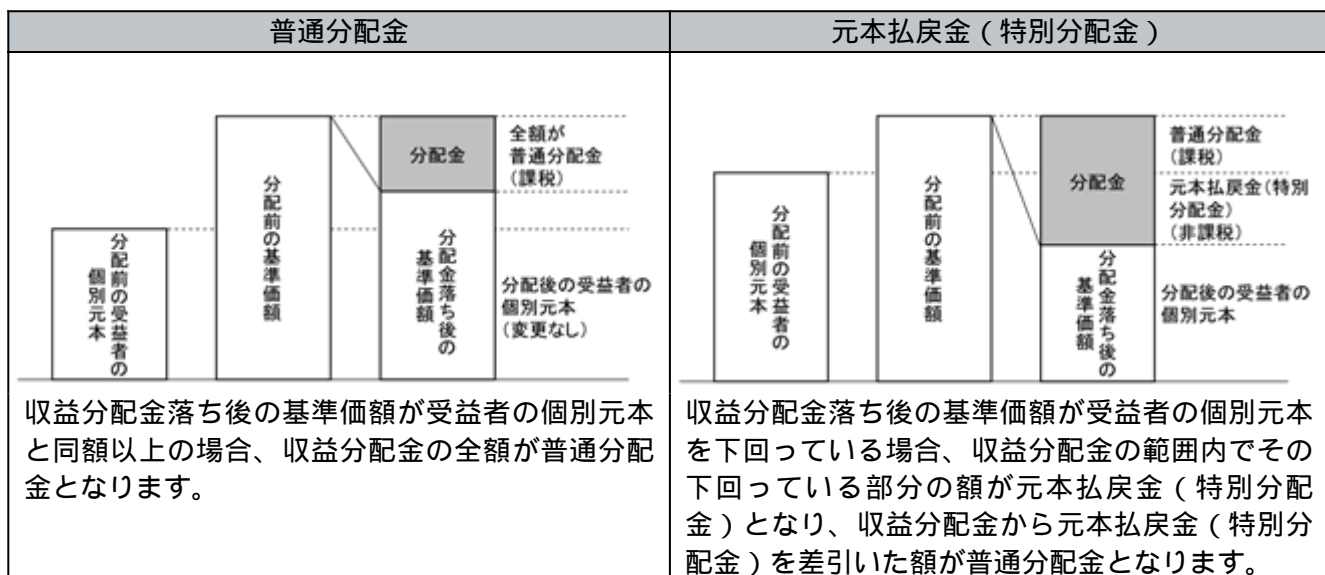 普通分配金
分配前の受益者の
個別元本
分配前の基準価額
分配金
分配金落ち後の
基準価額
全額が
普通分配金
(課税)
分配後の受益者の
個別元本
(変更なし)
収益分配金落ち後の基準価額が受益者の個別元本
と同額以上の場合、収益分配金の全額が普通分配
金となります。
元本払戻金(特別分配金)
分配前の受益者の
個別元本
分配前の基準価額
分配金
分配金落ち後の
基準価額
普通分配金
(課税)
元本払戻金(特別
分配金)
(非課税)
分配後の受益者の
個別元本
収益分配金落ち後の基準価額が受益者の個別元本
を下回っている場合、収益分配金の範囲内でその
下回っている部分の額が元本払戻金(特別分配
金)となり、収益分配金から元本払戻金(特別分
配金)を差引いた額が普通分配金となります。